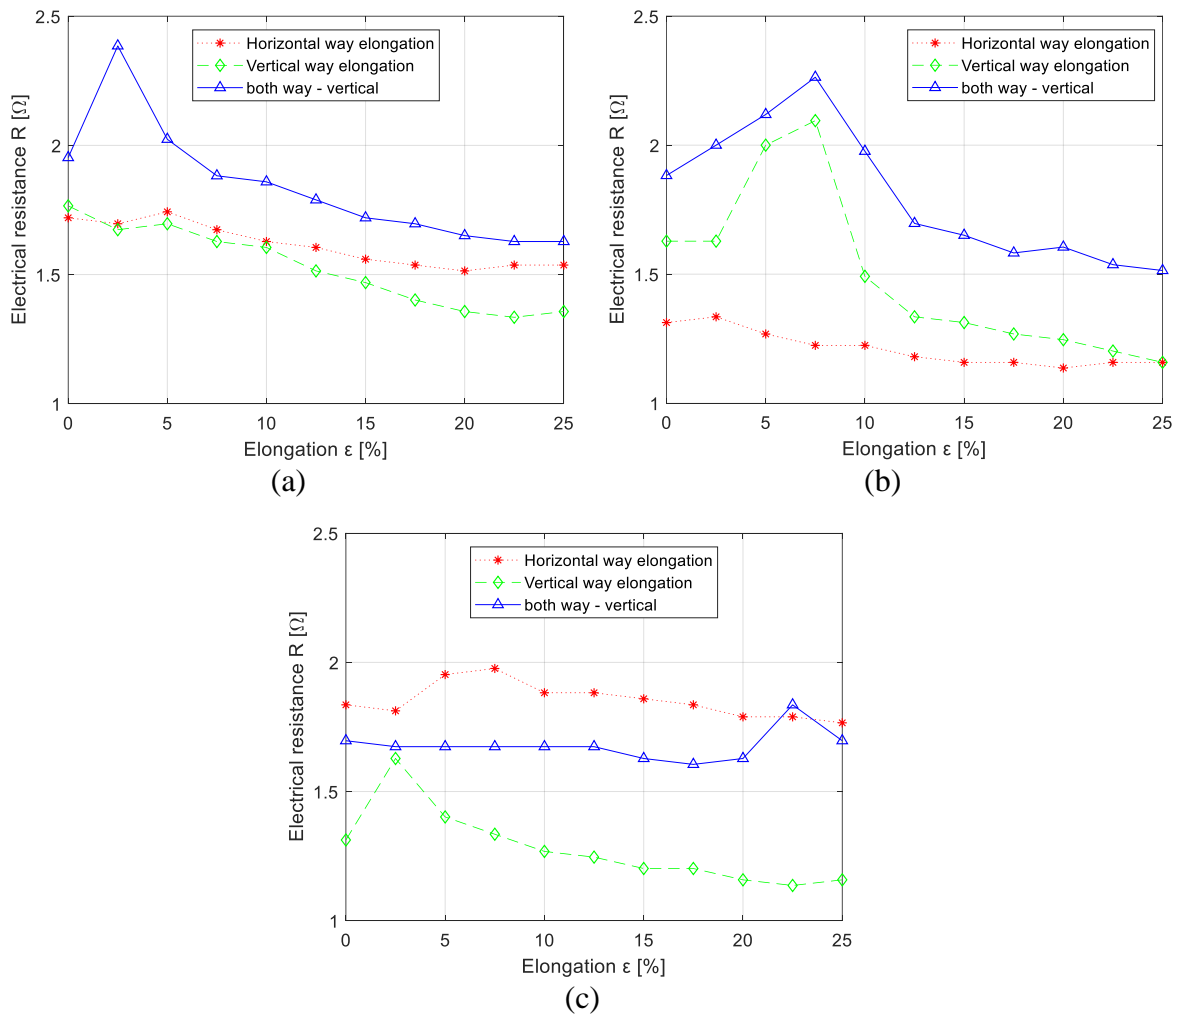 2.5
2
1.5
1
Electrical resistance R [Ω]
Horizontal way elongation
Vertical way elongation
both way - vertical
0 5 10 15 20 25
Elongation ε [%]
(a)
2.5
2
1.5
1
Electrical resistance R [Ω]
Horizontal way elongation
Vertical way elongation
both way - vertical
0 5 10 15 20 25
Elongation ε [%]
(b)
2.5
2
1.5
1
Electrical resistance R [Ω]
Horizontal way elongation
Vertical way elongation
both way - vertical
0 5 10 15 20 25
Elongation ε [%]
(c)